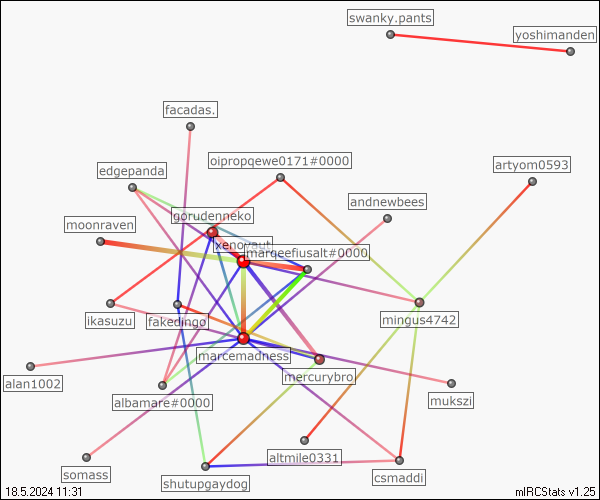 swanky.pants
yoshimanden
facadas.
oipropqewe0171#0000
edgepanda
artyom0593
andnewbees
gorudenneko
moonraven
xenonaut
marqeefiusalt#0000
ikasuzu
fakedingo
mingus4742
marcemadness
mercurybro
alan1002
albamare#0000
mukszi
altmile0331
somass
csmaddi
shutupgaydog
18.5.2024 11:31
mIRCStats v1.25